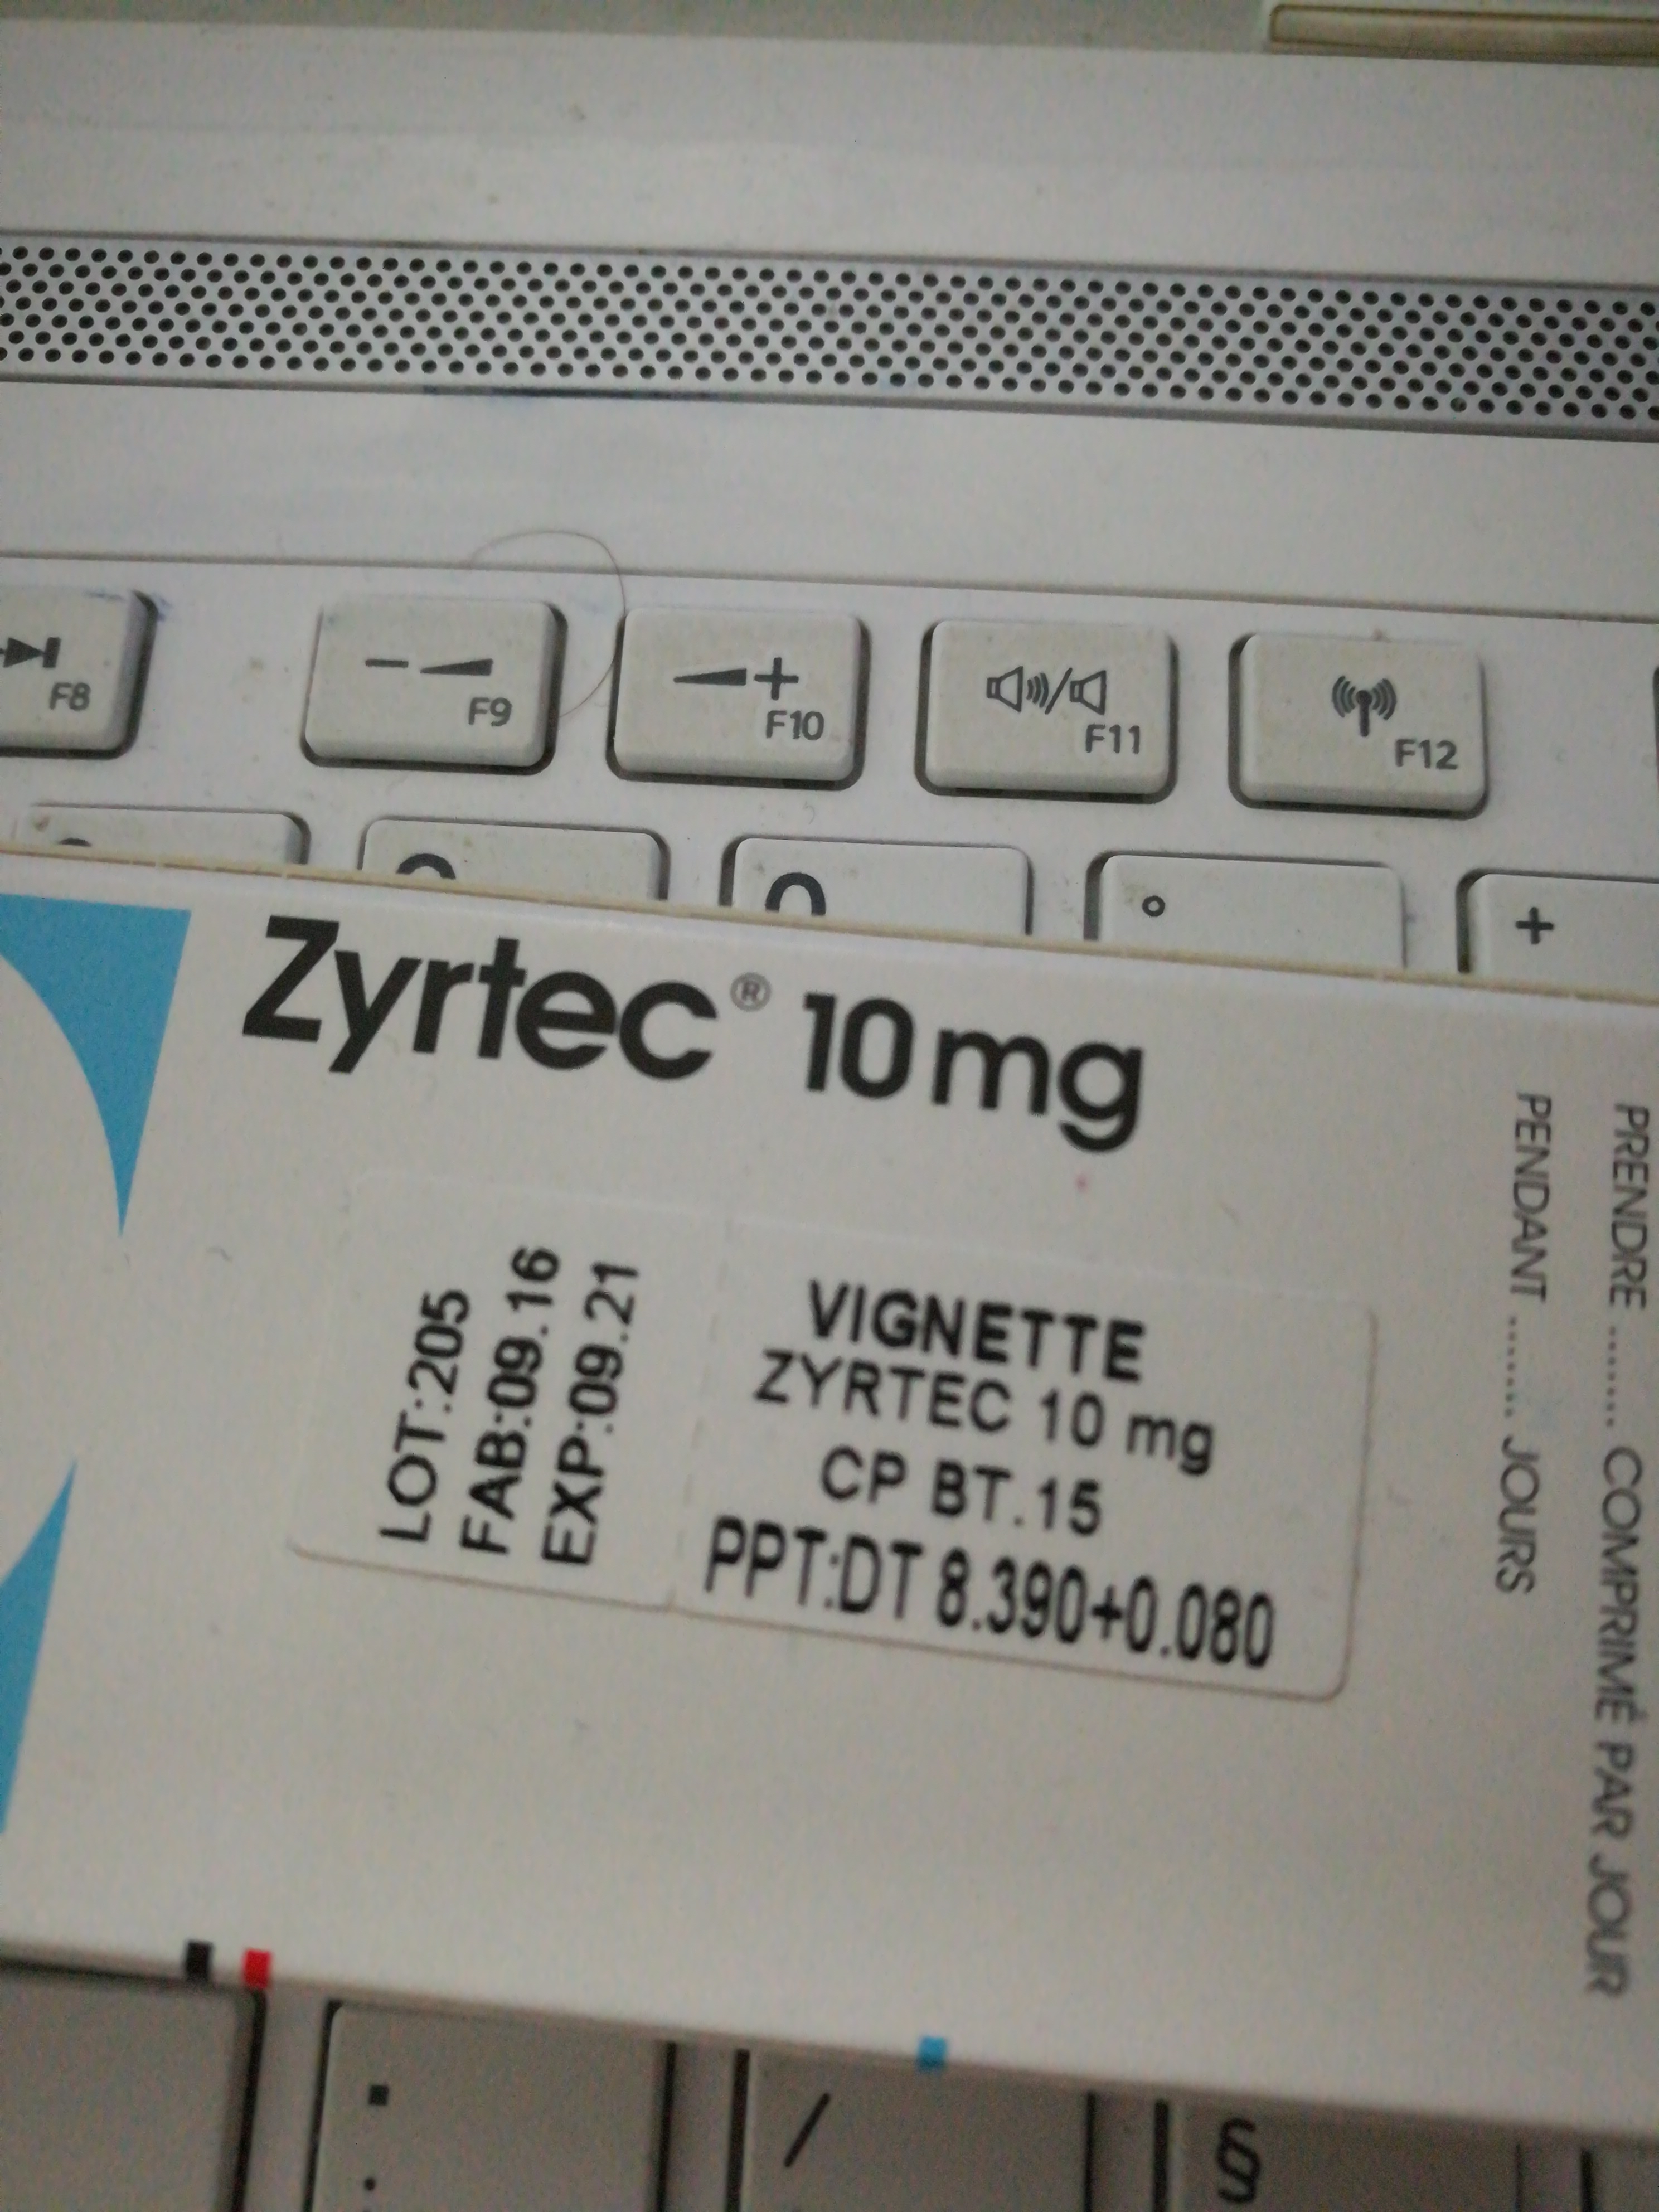 F8
F9
F10
F11
F12
°
+
Zyrtec® 10 mg
LOT:205
FAB:09.16
EXP:09.21
VIGNETTE
ZYRTEC 10 mg
CP BT.15
PPT:DT 8.390+0.080
PRENDRE ....... COMPRIMÉ PAR JOUR
PENDANT ....... JOURS
.
/
§